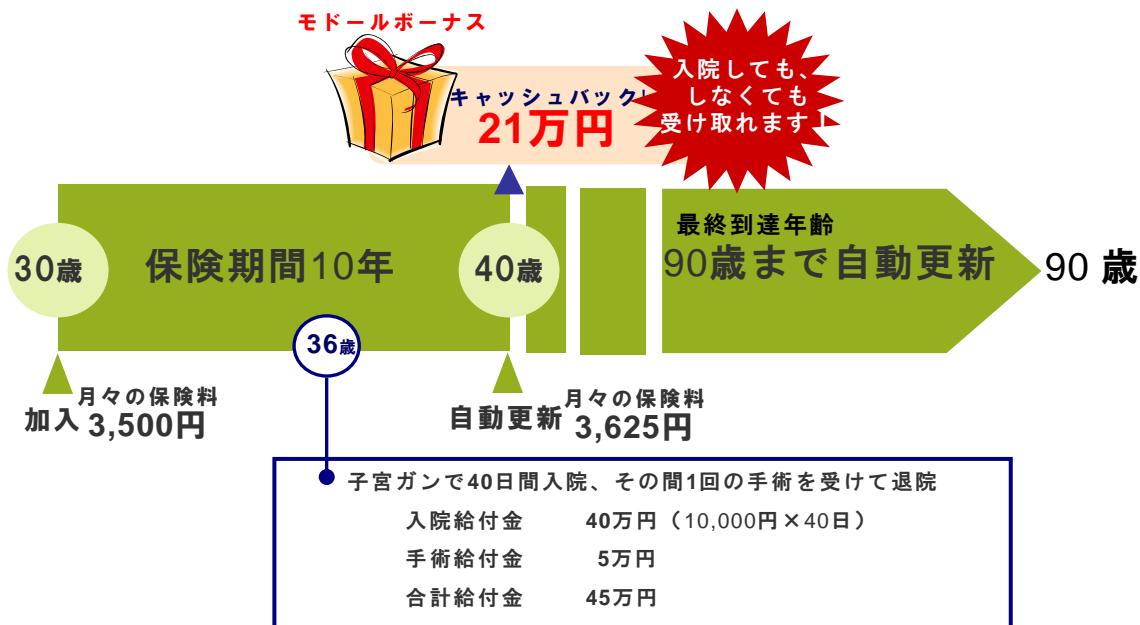 モドールボーナス
キャッシュバック!
21万円
入院しても、
しなくても
受け取れます!
30歳
保険期間10年
40歳
最終到達年齢
90歳まで自動更新
90 歳
36歳
加入
月々の保険料
3,500円
自動更新
月々の保険料
3,625円
子宮ガンで40日間入院、その間1回の手術を受けて退院
入院給付金 40万円（10,000円×40日）
手術給付金 5万円
合計給付金 45万円